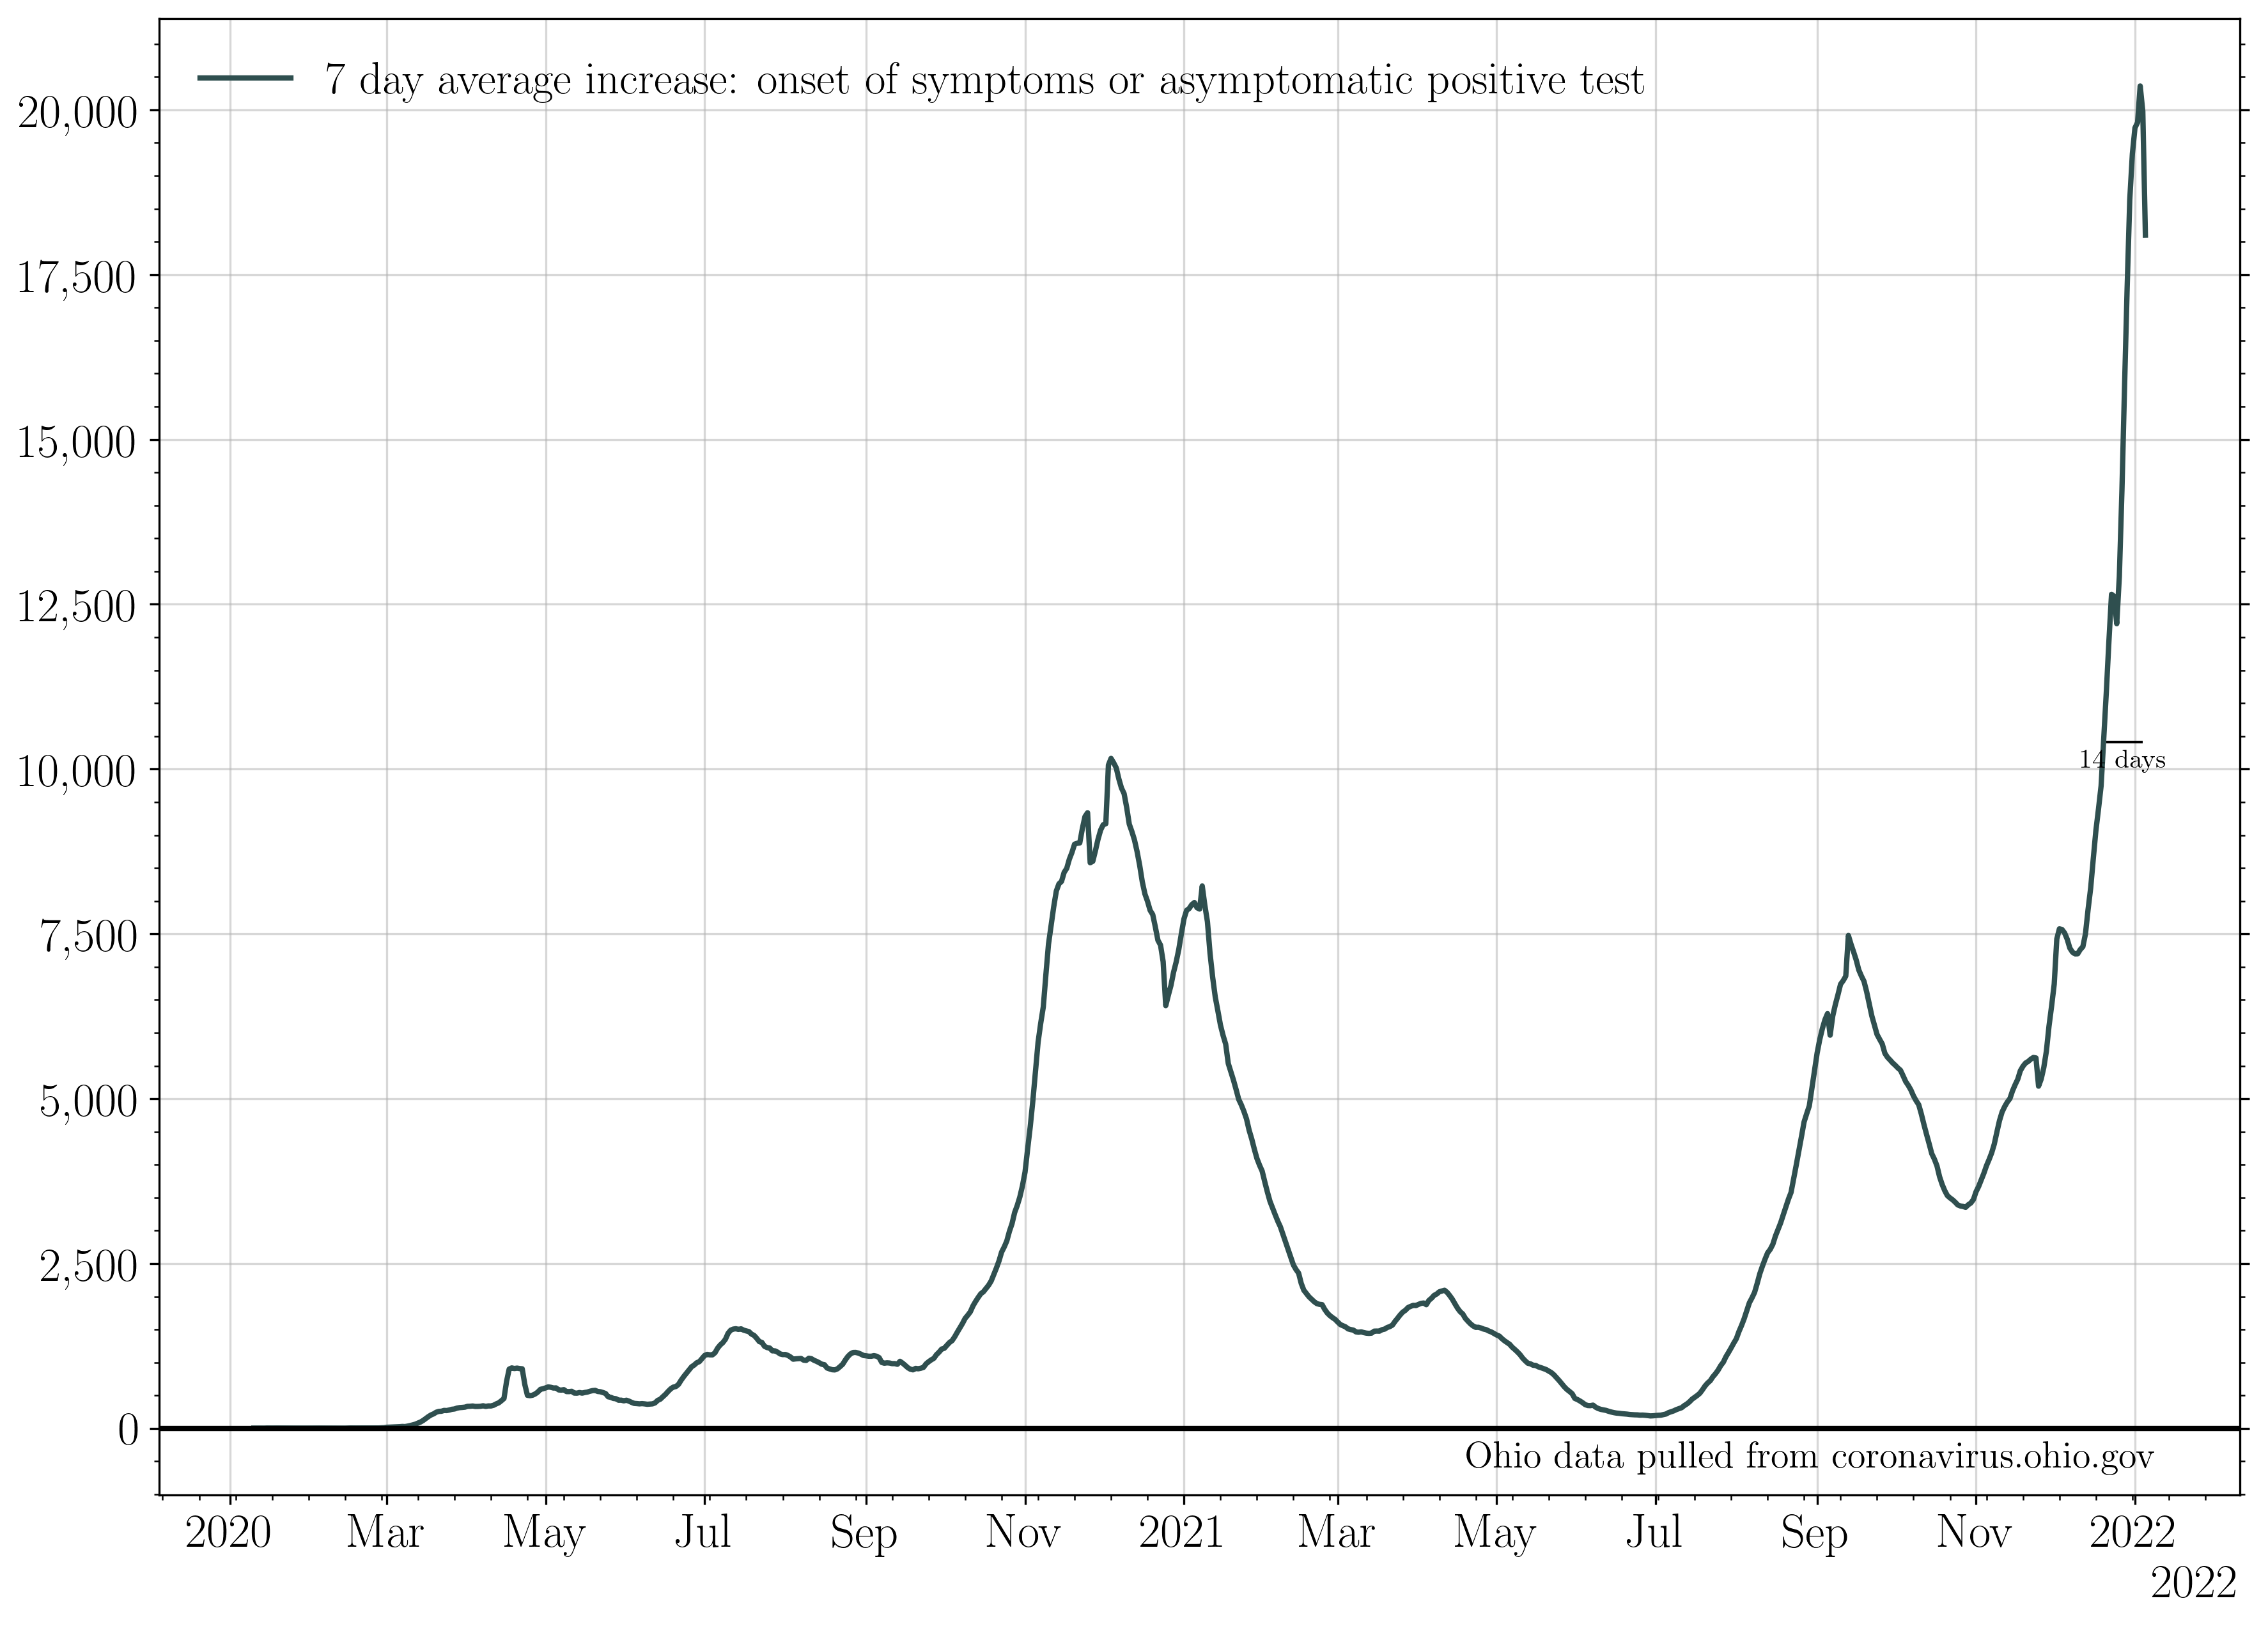 7 day average increase: onset of symptoms or asymptomatic positive test
20,000
17,500
15,000
12,500
10,000
7,500
5,000
2,500
0
14 days
Ohio data pulled from coronavirus.ohio.gov
2020 Mar May Jul Sep Nov 2021 Mar May Jul Sep Nov 2022
2022